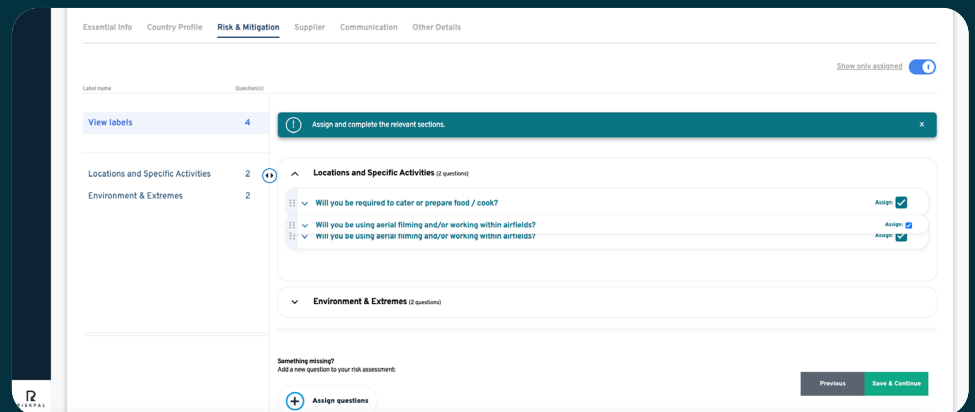 Essential Info Country Profile Risk & Mitigation Supplier Communication Other Details
Show only assigned
Label name Question(s)
View labels 4
Assign and complete the relevant sections. x
Locations and Specific Activities 2
Environment & Extremes 2
Locations and Specific Activities (2 questions)
Will you be required to cater or prepare food / cook? Assign:
Will you be using aerial filming and/or working within airfields? Assign:
Will you be using aerial filming and/or working within airfields? Assign:
Environment & Extremes (2 questions)
Something missing?
Add a new question to your risk assessment:
Previous Save & Continue
Assign questions
RISKPAL